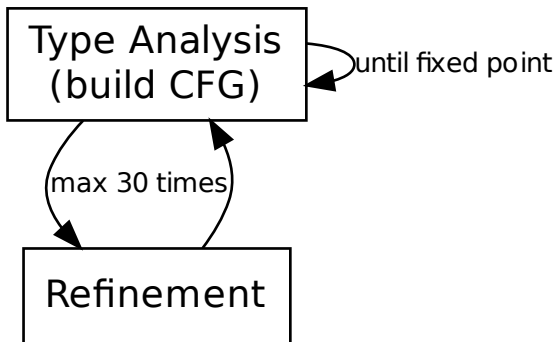 Type Analysis
(build CFG)
until fixed point
max 30 times
Refinement